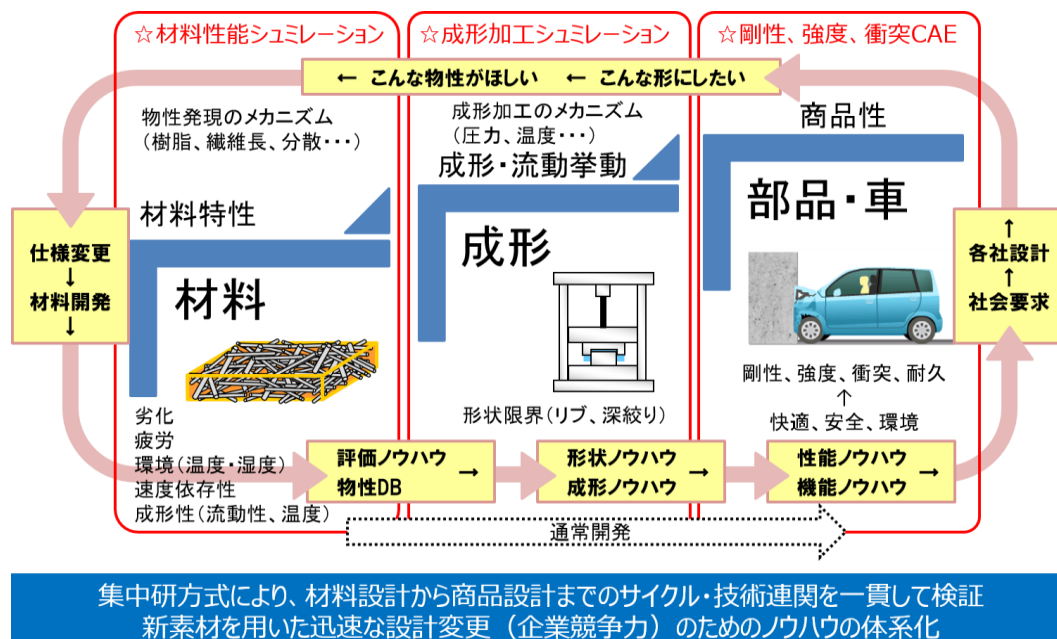 ☆材料性能シュミレーション
☆成形加工シュミレーション
☆剛性、強度、衝突CAE
← こんな物性がほしい ← こんな形にしたい
物性発現のメカニズム
(樹脂、繊維長、分散・・・)
成形加工のメカニズム
(圧力、温度・・・)
成形・流動挙動
商品性
材料特性
材料
成形
部品・車
仕様変更
↓
材料開発
↓
↑
各社設計
↑
社会要求
劣化
疲労
環境(温度・湿度)
速度依存性
成形性(流動性、温度)
形状限界(リブ、深絞り)
剛性、強度、衝突、耐久
↑
快適、安全、環境
評価ノウハウ
物性DB →
形状ノウハウ
成形ノウハウ →
性能ノウハウ
機能ノウハウ →
通常開発
集中研方式により、材料設計から商品設計までのサイクル・技術連関を一貫して検証
新素材を用いた迅速な設計変更（企業競争力）のためのノウハウの体系化